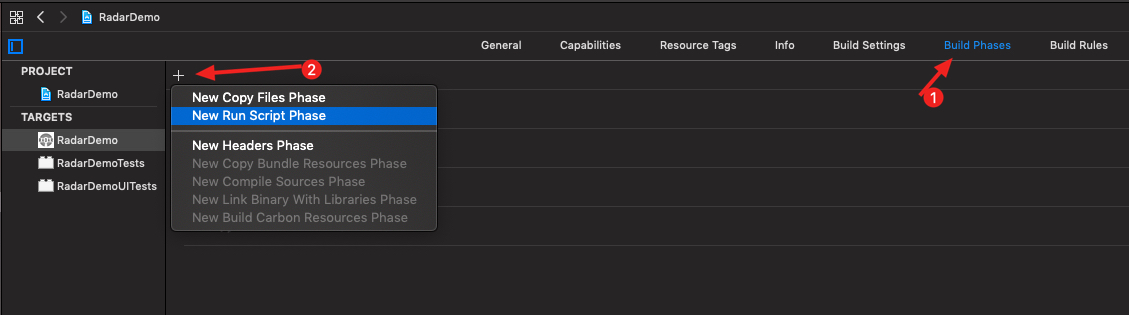 RadarDemo
General Capabilities Resource Tags Info Build Settings Build Phases Build Rules
PROJECT
RadarDemo
TARGETS
RadarDemo
RadarDemoTests
RadarDemoUITests
2
1
New Copy Files Phase
New Run Script Phase
New Headers Phase
New Copy Bundle Resources Phase
New Compile Sources Phase
New Link Binary With Libraries Phase
New Build Carbon Resources Phase